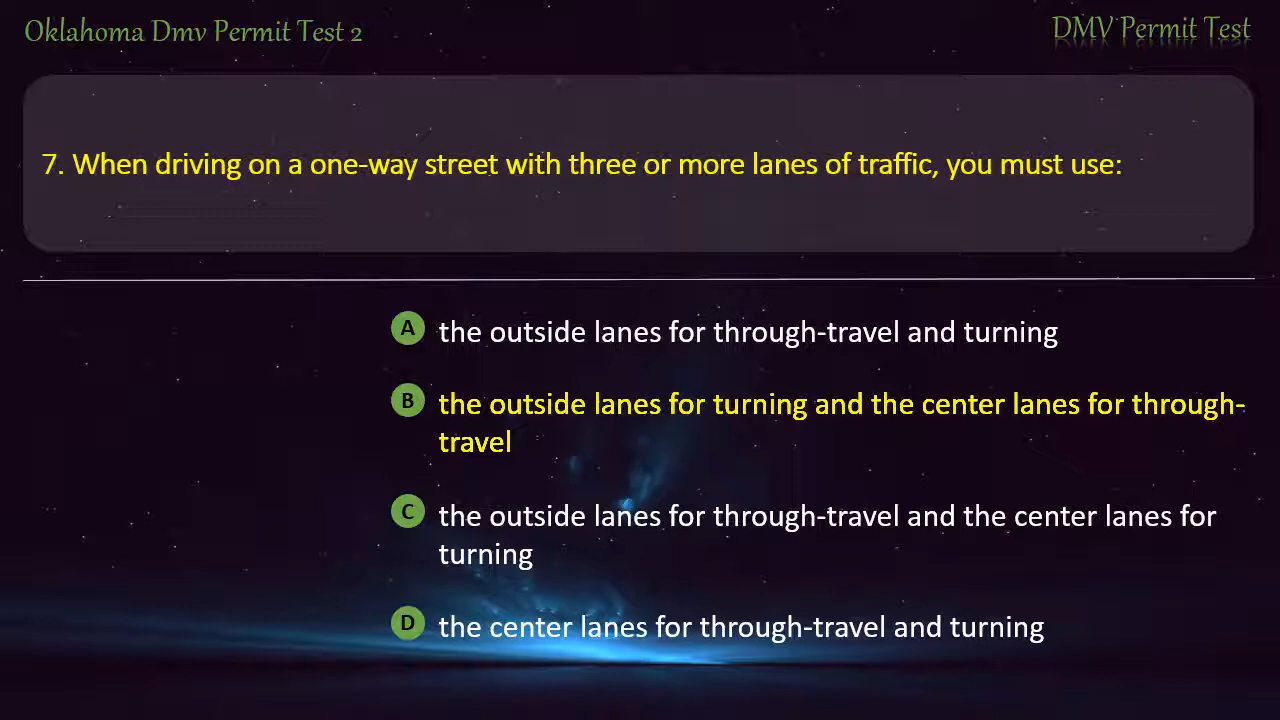 Oklahoma Dmv Permit Test 2
DMV Permit Test
7. When driving on a one-way street with three or more lanes of traffic, you must use:
A the outside lanes for through-travel and turning
B the outside lanes for turning and the center lanes for through-
travel
C the outside lanes for through-travel and the center lanes for
turning
D the center lanes for through-travel and turning